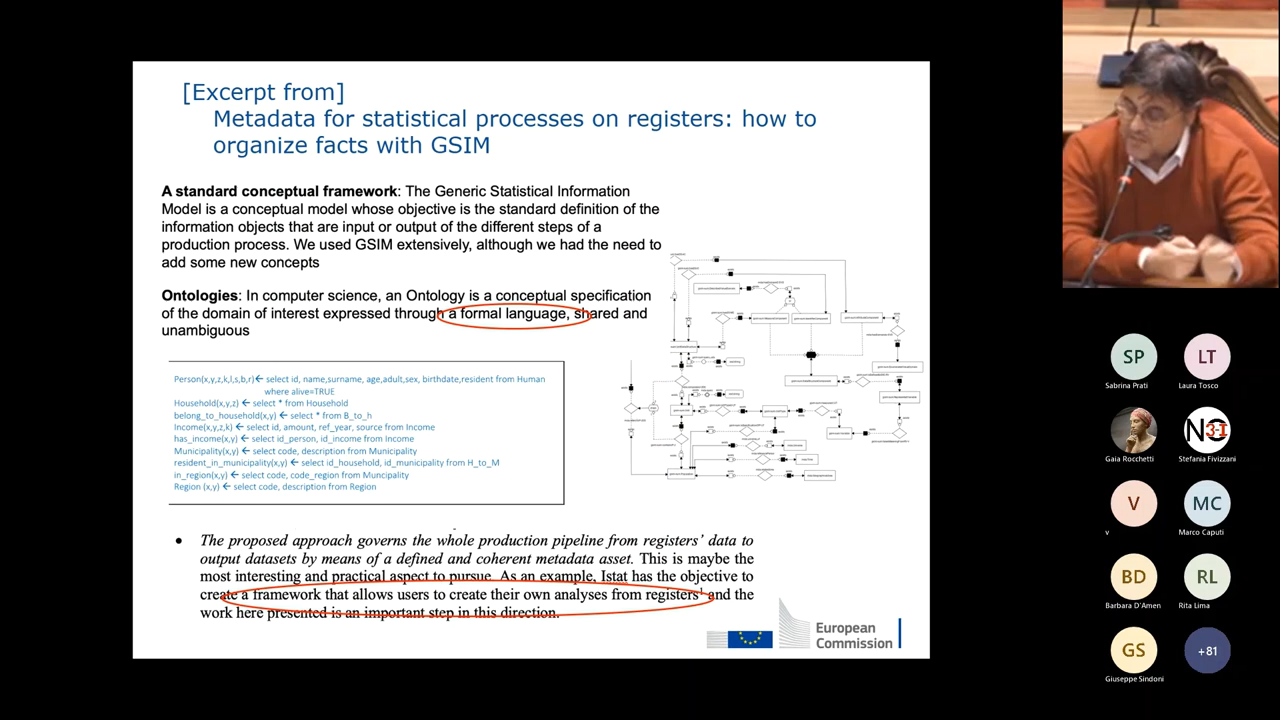 [Excerpt from]
Metadata for statistical processes on registers: how to
organize facts with GSIM
A standard conceptual framework: The Generic Statistical Information
Model is a conceptual model whose objective is the standard definition of the
information objects that are input or output of the different steps of a
production process. We used GSIM extensively, although we had the need to
add some new concepts
Ontologies: In computer science, an Ontology is a conceptual specification
of the domain of interest expressed through a formal language, shared and
unambiguous
Person(x,y,z,k,l,s,b,r)← select id, name,surname, age,adult,sex, birthdate,resident from Human
where alive=TRUE
Household(x,y,z) ← select * from Household
belong_to_household(x,y) ← select * from B_to_h
Income(x,y,z,k) ← select id, amount, ref_year, source from Income
has_income(x,y) ← select id_person, id_income from Income
Municipality(x,y) ← select code, description from Municipality
resident_in_municipality(x,y) ← select id_household, id_municipality from H_to_M
in_region(x,y) ← select code, code_region from Muncipality
Region (x,y) ← select code, description from Region
• The proposed approach governs the whole production pipeline from registers' data to
output datasets by means of a defined and coherent metadata asset. This is maybe the
most interesting and practical aspect to pursue. As an example, Istat has the objective to
create a framework that allows users to create their own analyses from registers¹ and the
work here presented is an important step in this direction.
European
Commission
SP
LT
Sabrina Prati
Laura Tosco
N3-I
Gaia Rocchetti
Stefania Fivizzani
V
MC
v
Marco Caputi
BD
RL
Barbara D'Amen
Rita Lima
GS
+81
Giuseppe Sindoni